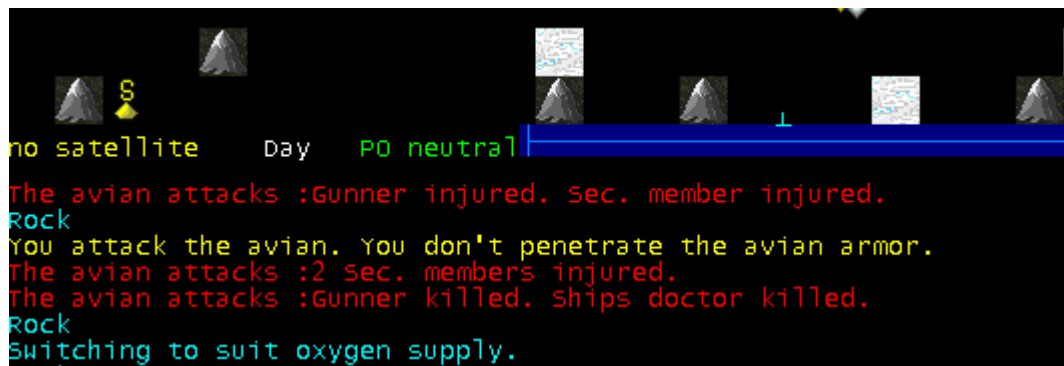 S
no satellite Day PO neutral
The avian attacks :Gunner injured. Sec. member injured.
Rock
You attack the avian. You don't penetrate the avian armor.
The avian attacks :2 Sec. members injured.
The avian attacks :Gunner killed. Ships doctor killed.
Rock
Switching to suit oxygen supply.